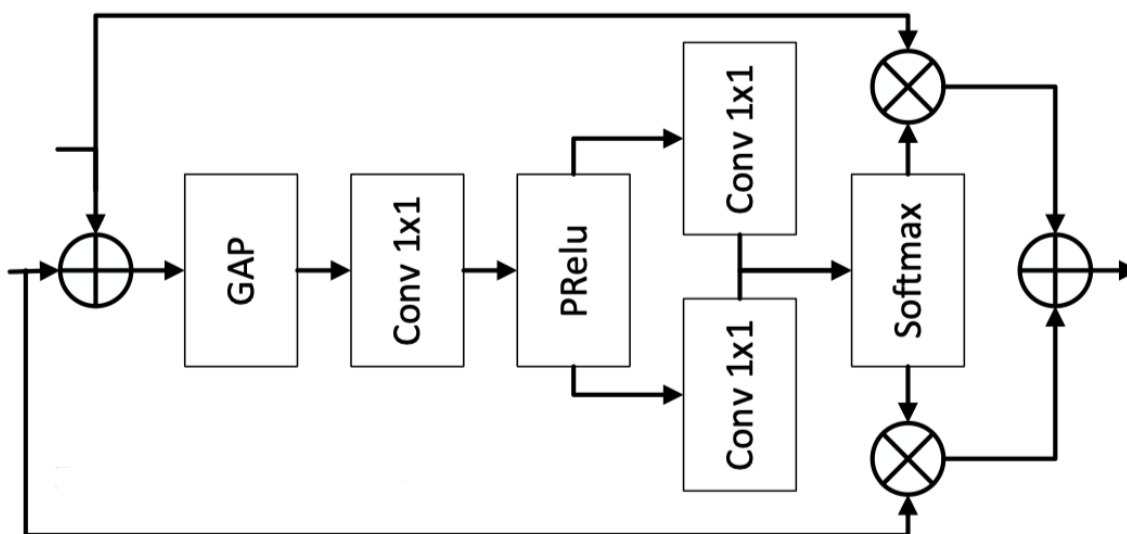 GAP
Conv 1x1
PRelu
Conv 1x1
Conv 1x1
Softmax